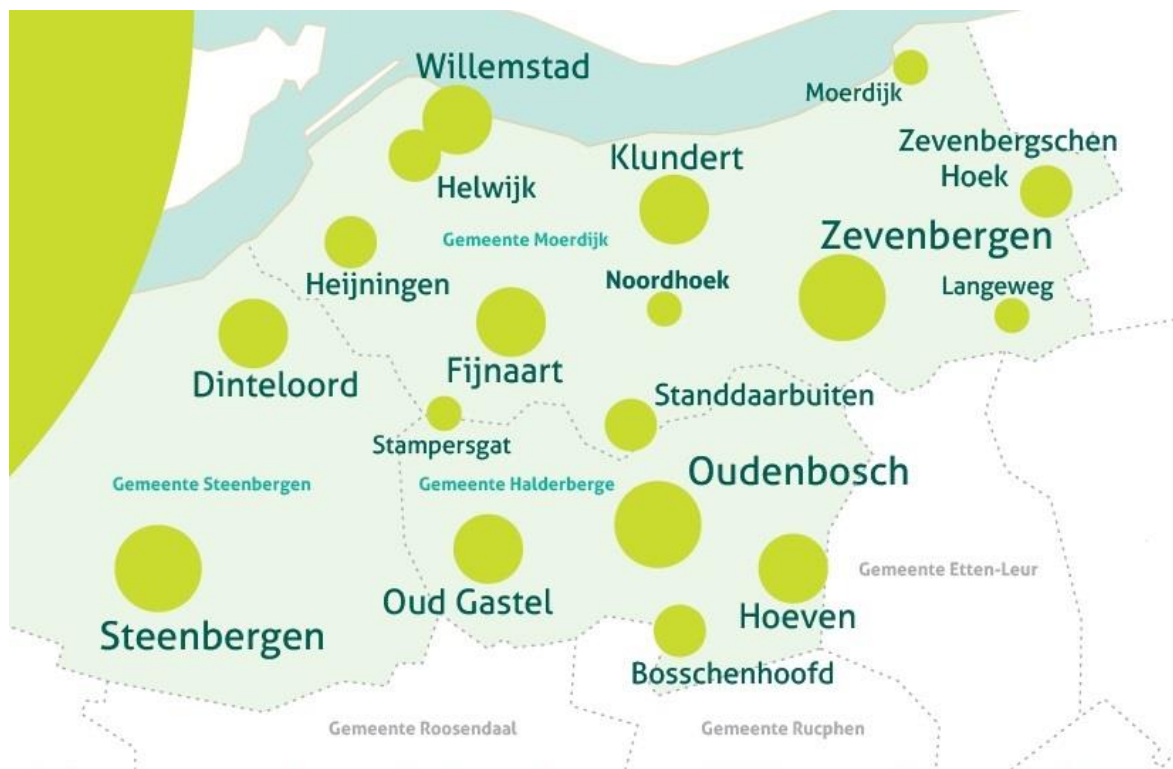 Willemstad
Moerdijk
Zevenbergschen
Hoek
Klundert
Helwijk
Gemeente Moerdijk
Zevenbergen
Heijningen
Noordhoek
Langeweg
Fijnaart
Dinteloord
Standdaarbuiten
Stampersgat
Oudenbosch
Gemeente Steenbergen
Gemeente Halderberge
Gemeente Etten-Leur
Oud Gastel
Hoeven
Steenbergen
Bosschenhoofd
Gemeente Roosendaal
Gemeente Rucphen